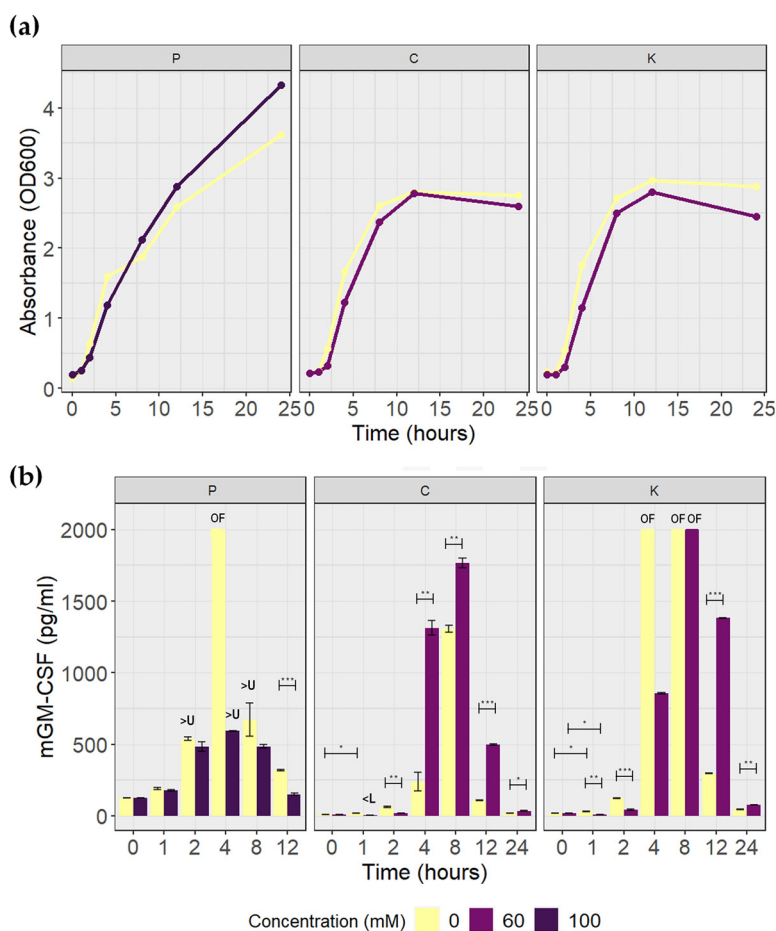 (a)
P C K
Absorbance (OD600)
4
3
2
1
0
0 5 10 15 20 25 0 5 10 15 20 25 0 5 10 15 20 25
Time (hours)
(b)
P C K
mGM-CSF (pg/ml)
OF OF OF OF
2000
** ** ***
1500
1000
*** >U *** 
>U >U
500
* ** * * <L ** * ** *** **
0
0 1 2 4 8 12 0 1 2 4 8 12 24 0 1 2 4 8 12 24
Time (hours)
Concentration (mM) 0 60 100